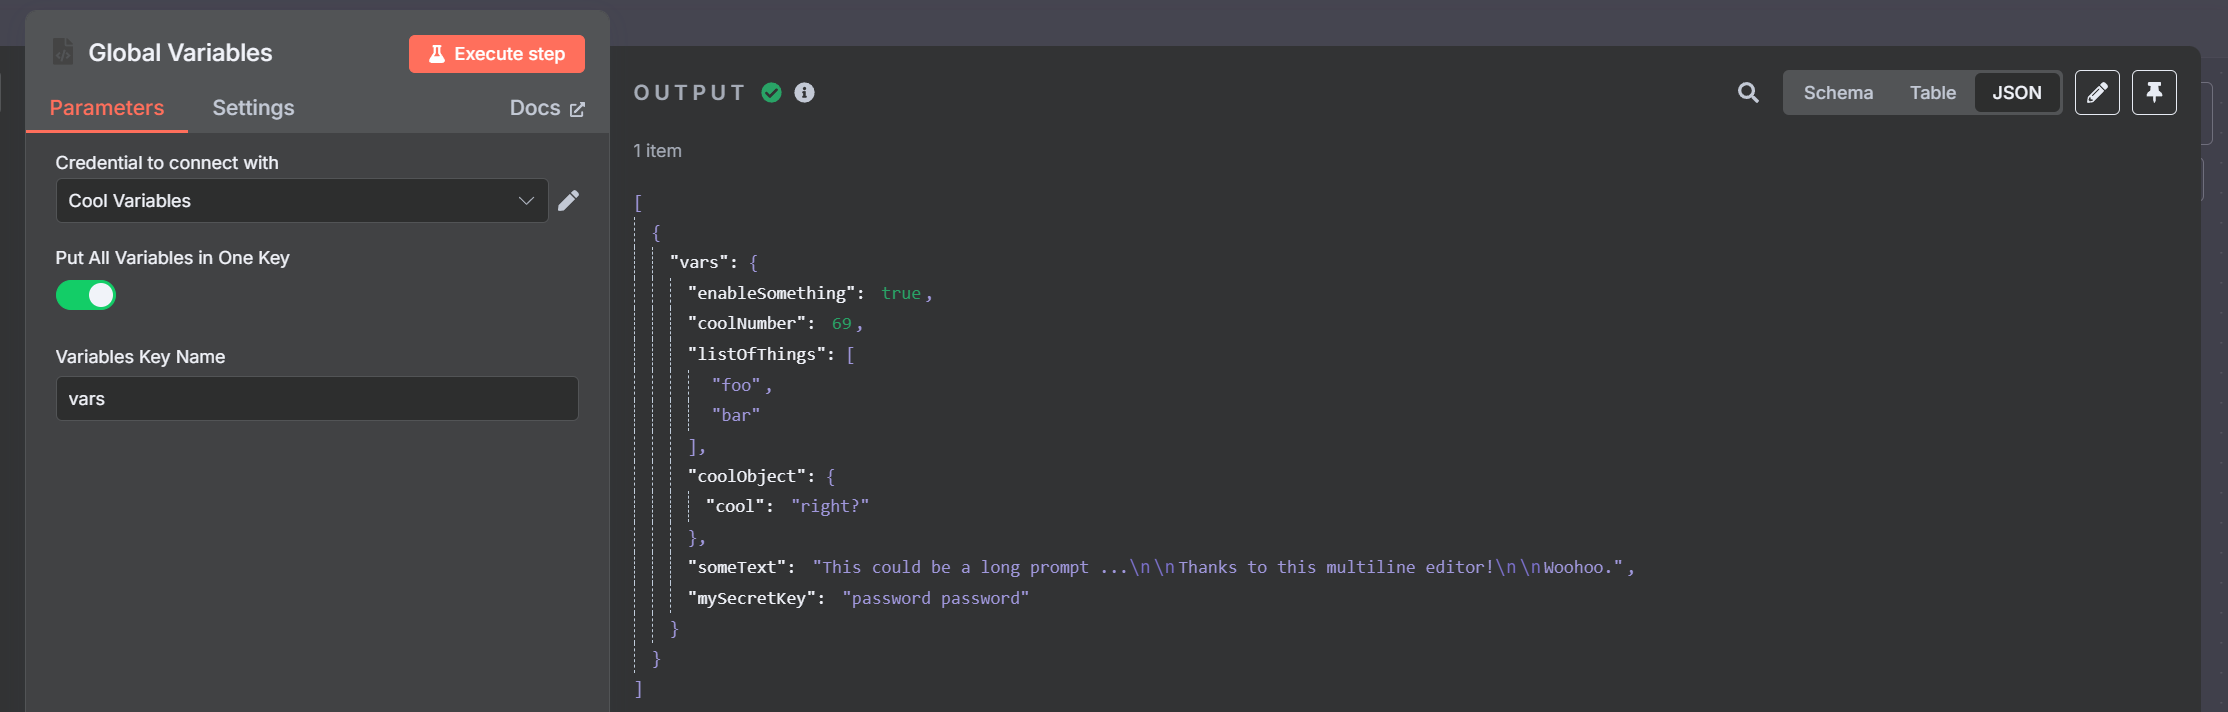 Global Variables
Execute step
Parameters
Settings
Docs
Credential to connect with
Cool Variables
Put All Variables in One Key
Variables Key Name
vars
OUTPUT
Schema
Table
JSON
1 item
[
{
"vars": {
"enableSomething": true,
"coolNumber": 69,
"listOfThings": [
"foo",
"bar"
],
"coolObject": {
"cool": "right?"
},
"someText": "This could be a long prompt ...\n\nThanks to this multiline editor!\n\nWoohoo.",
"mySecretKey": "password password"
}
}
]